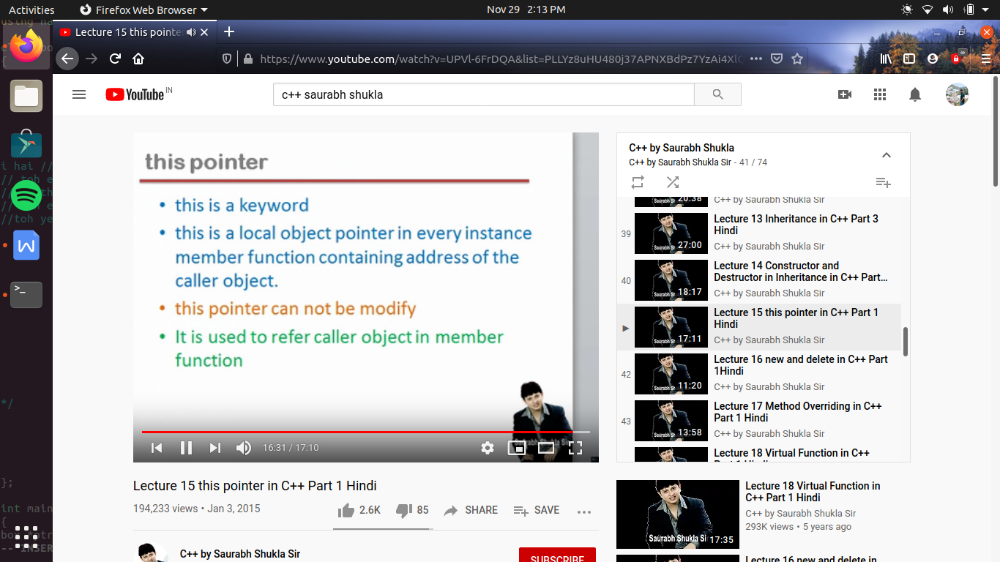 Activities
Firefox Web Browser
Nov 29 2:13 PM
Lecture 15 this pointe
https://www.youtube.com/watch?v=UPVl-6FrDQA&list=PLLYz8uHU480j37APNXBdPz7YzAi4XlQ
YouTube IN
c++ saurabh shukla
this pointer
• this is a keyword
• this is a local object pointer in every instance
member function containing address of the
caller object.
• this pointer can not be modify
• It is used to refer caller object in member
function
16:31 / 17:10
Lecture 15 this pointer in C++ Part 1 Hindi
194,233 views • Jan 3, 2015
2.6K
85
SHARE
SAVE
C++ by Saurabh Shukla Sir
SUBSCRIBE
C++ by Saurabh Shukla
C++ by Saurabh Shukla Sir - 41 / 74
20:38
C++ by Saurabh Shukla Sir
39
27:00
Lecture 13 Inheritance in C++ Part 3
Hindi
C++ by Saurabh Shukla Sir
40
18:17
Lecture 14 Constructor and
Destructor in Inheritance in C++ Part...
C++ by Saurabh Shukla Sir
17:11
Lecture 15 this pointer in C++ Part 1
Hindi
C++ by Saurabh Shukla Sir
42
11:20
Lecture 16 new and delete in C++ Part
1Hindi
C++ by Saurabh Shukla Sir
43
13:58
Lecture 17 Method Overriding in C++
Part 1 Hindi
C++ by Saurabh Shukla Sir
Lecture 18 Virtual Function in C++
Part 1 Hindi
Saurabh Shukla Si
17:35
Lecture 18 Virtual Function in
C++ Part 1 Hindi
C++ by Saurabh Shukla Sir
293K views • 5 years ago
Lecture 16 new and delete in
using na
{
i hai //
// toh e
//toh ye
*/
};
int main
{
-- INSER